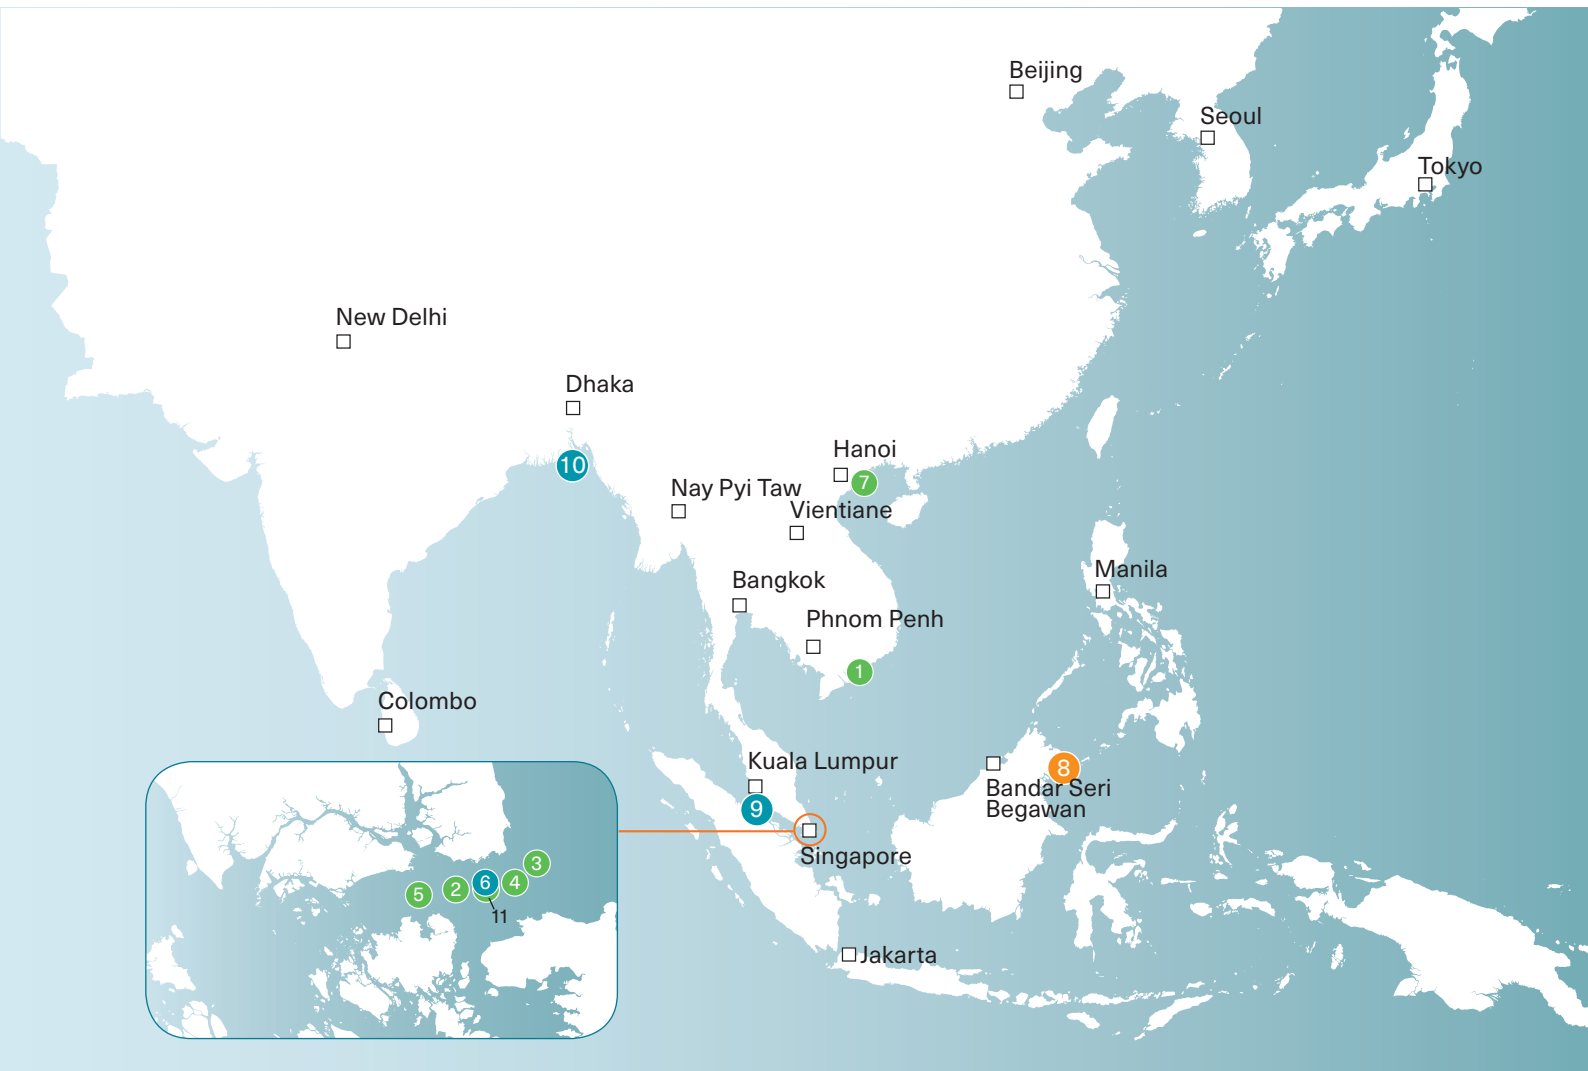 Beijing
Seoul
Tokyo
New Delhi
Dhaka
10
Hanoi
7
Nay Pyi Taw
Vientiane
Bangkok
Manila
Phnom Penh
1
Colombo
Kuala Lumpur
8
9
Bandar Seri
Begawan
Singapore
3
4
6
2
5
11
Jakarta